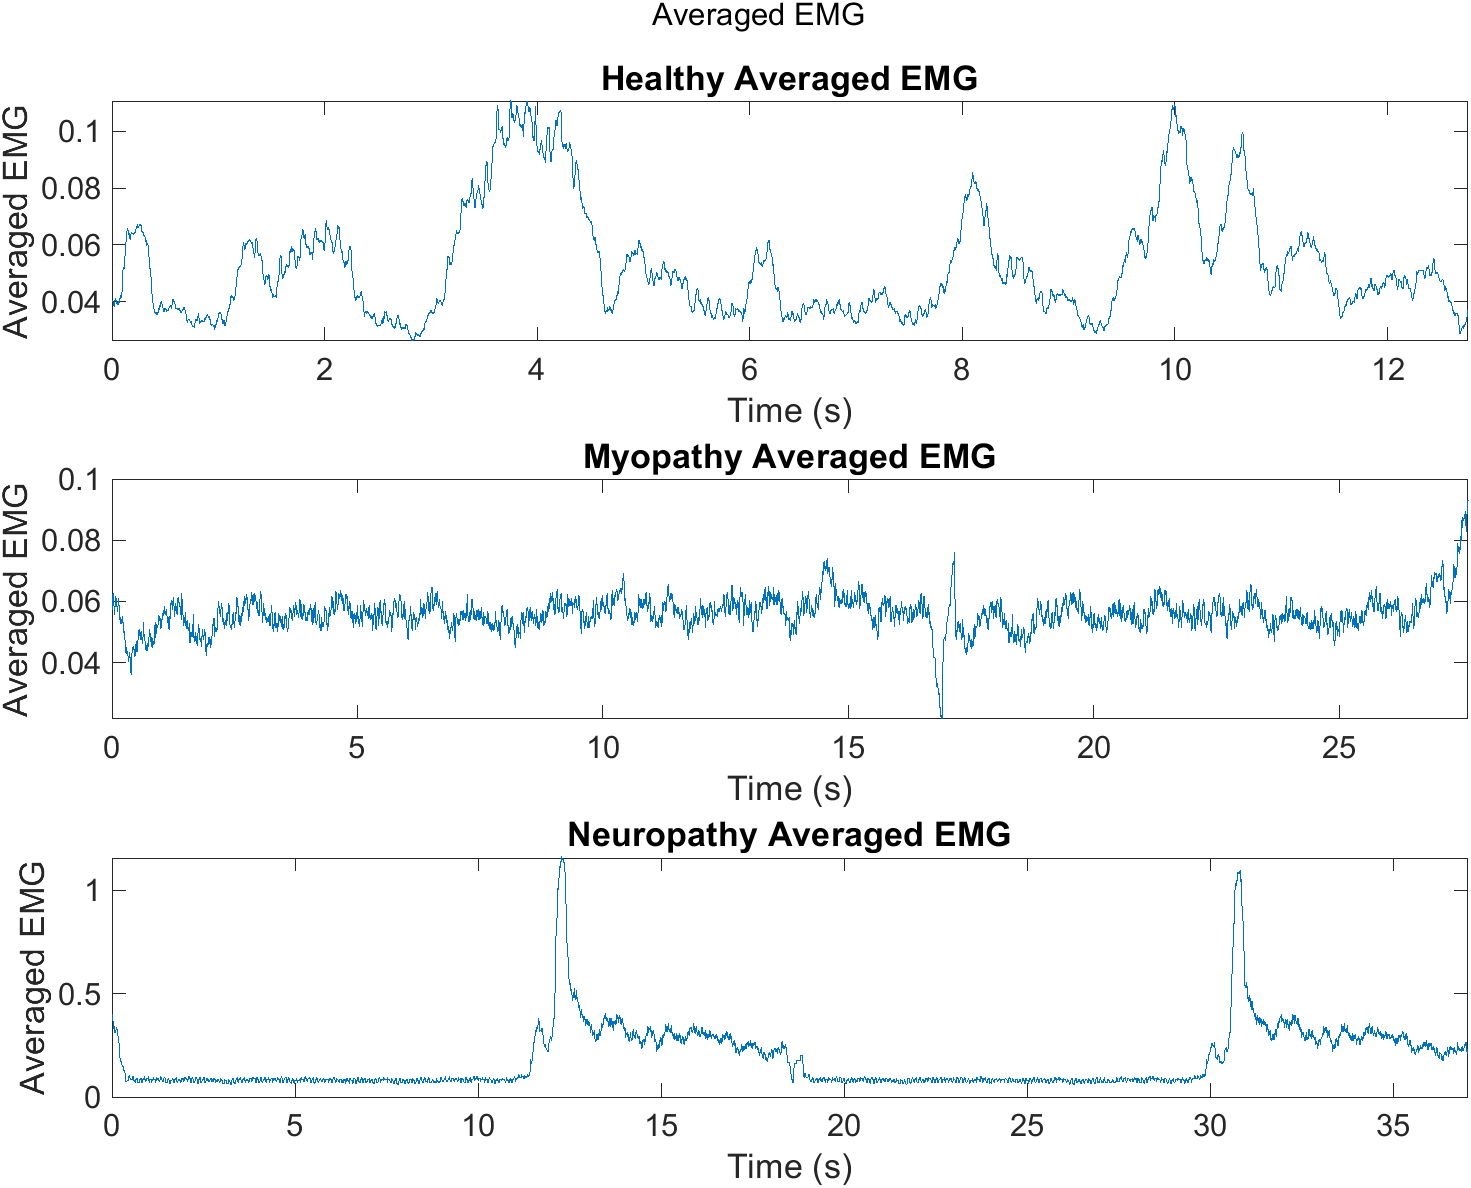 Averaged EMG
Healthy Averaged EMG
Averaged EMG
0.1
0.08
0.06
0.04
0 2 4 6 8 10 12
Time (s)
Myopathy Averaged EMG
Averaged EMG
0.1
0.08
0.06
0.04
0 5 10 15 20 25
Time (s)
Neuropathy Averaged EMG
Averaged EMG
1
0.5
0
0 5 10 15 20 25 30 35
Time (s)